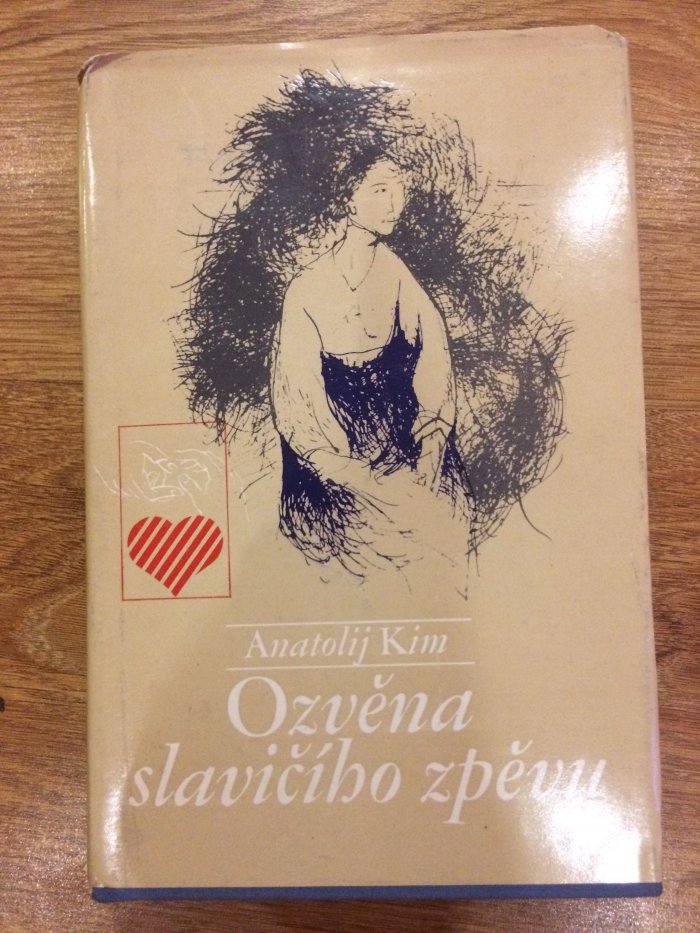 Anatolij Kim
Ozvěna
slavičího zpěvu